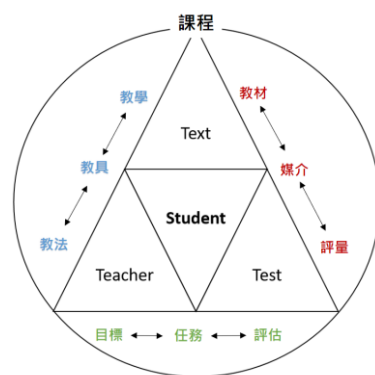 課程
教學
教材
Text
教具
媒介
Student
教法
評量
Teacher
Test
目標
任務
評估